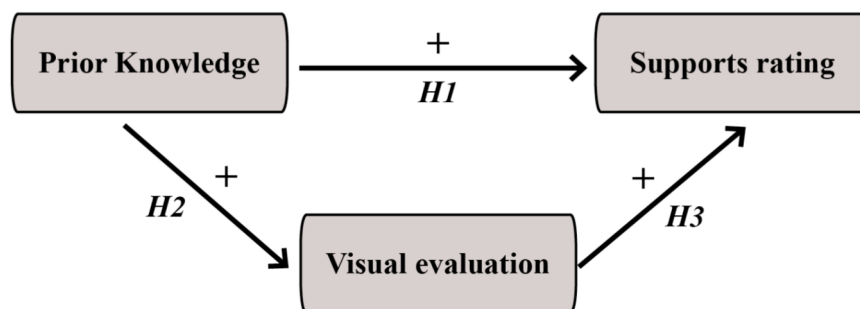 +
Prior Knowledge
Supports rating
H1
+
H2
+
H3
Visual evaluation